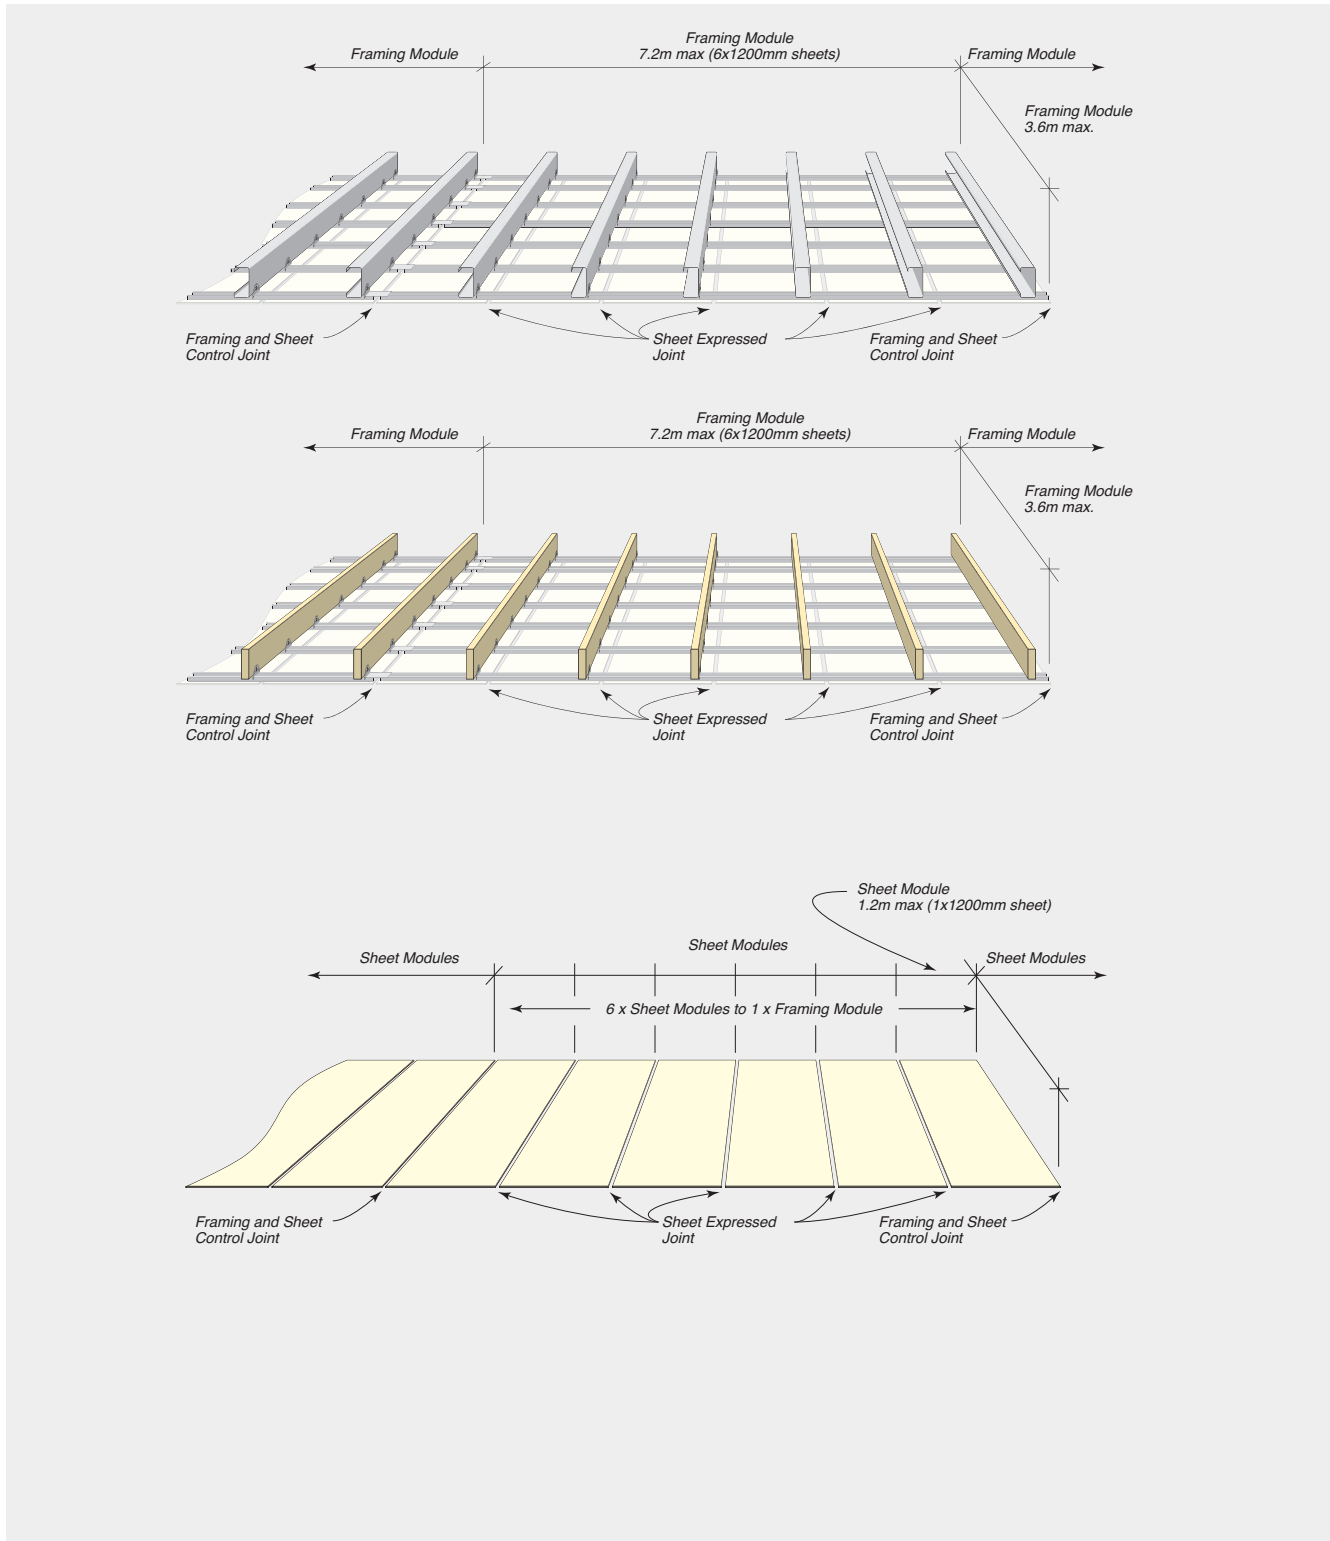 Framing Module
7.2m max (6x1200mm sheets)
Framing Module
Framing Module
Framing Module
3.6m max.
Framing and Sheet
Control Joint
Sheet Expressed
Joint
Framing and Sheet
Control Joint
Framing Module
7.2m max (6x1200mm sheets)
Framing Module
Framing Module
Framing Module
3.6m max.
Framing and Sheet
Control Joint
Sheet Expressed
Joint
Framing and Sheet
Control Joint
Sheet Module
1.2m max (1x1200mm sheet)
Sheet Modules
Sheet Modules
Sheet Modules
6 x Sheet Modules to 1 x Framing Module
Framing and Sheet
Control Joint
Sheet Expressed
Joint
Framing and Sheet
Control Joint